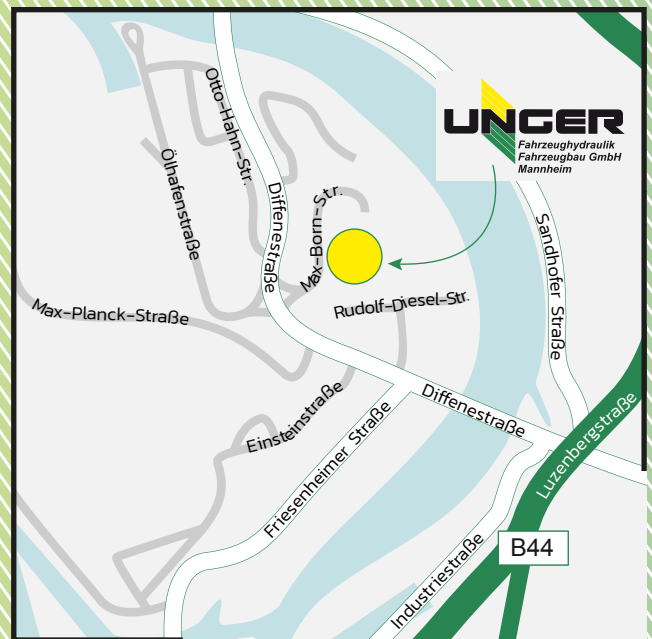 UNGER
Fahrzeughydraulik
Fahrzeugbau GmbH
Mannheim
Otto-Hahn-Str.
Ölhafenstraße
Diffenestraße
Max-Born-Str.
Sandhofer Straße
Max-Planck-Straße
Rudolf-Diesel-Str.
Einsteinstraße
Friesenheimer Straße
Diffenestraße
Luzenbergstraße
B44
Industriestraße